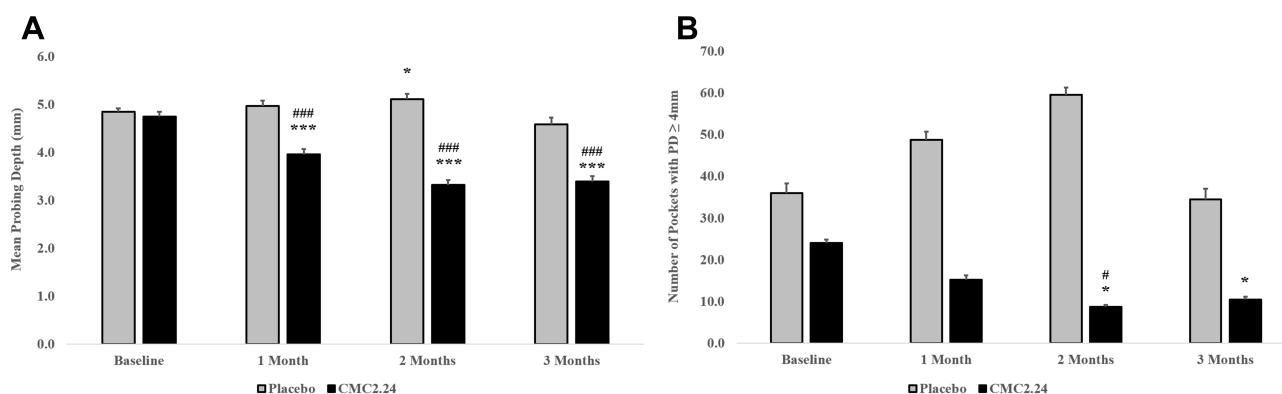 A
Mean Probing Depth (mm)
6.0
5.0
4.0
3.0
2.0
1.0
0.0
###
***
*
###
***
###
***
Baseline
1 Month
2 Months
3 Months
Placebo
CMC2.24
B
Number of Pockets with PD ≥ 4mm
70.0
60.0
50.0
40.0
30.0
20.0
10.0
0.0
#
*
*
Baseline
1 Month
2 Months
3 Months
Placebo
CMC2.24